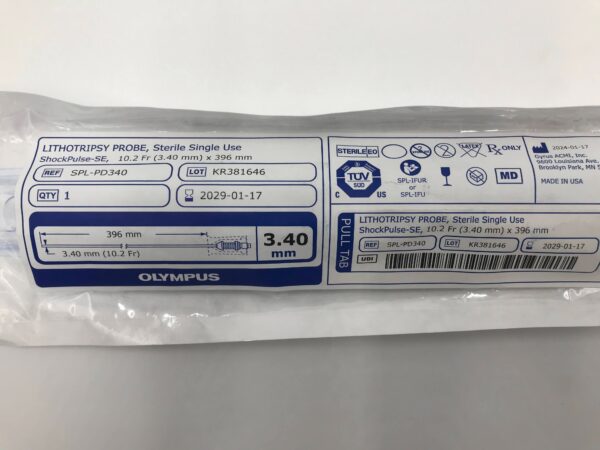 LITHOTRIPSY PROBE, Sterile Single Use
ShockPulse-SE, 10.2 Fr (3.40 mm) x 396 mm
REF SPL-PD340 LOT KR381646
QTY 1 2029-01-17
396 mm
3.40 mm (10.2 Fr)
3.40
mm
OLYMPUS
STERILE EO LATEX Rx ONLY
2024-01-17
Gyrus ACMI, Inc.
9600 Louisiana Ave.
Brooklyn Park, MN
MADE IN USA
TÜV
SÜD
C US
SPL-IFUR
or
SPL-IFU
MD
PULL TAB
LITHOTRIPSY PROBE, Sterile Single Use
ShockPulse-SE, 10.2 Fr (3.40 mm) x 396 mm
REF SPL-PD340 LOT KR381646 2029-01-17
UDI